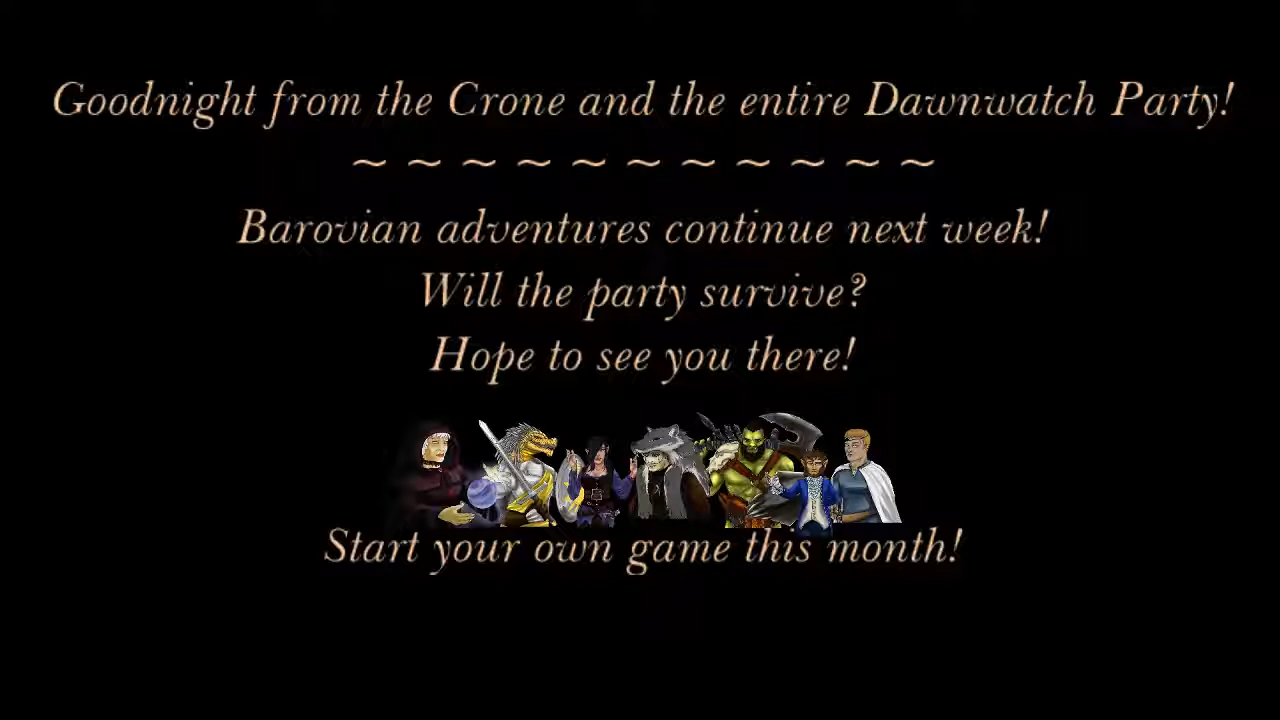 Goodnight from the Crone and the entire Dawnwatch Party!
~ ~ ~ ~ ~ ~ ~ ~ ~ ~ ~
Barovian adventures continue next week!
Will the party survive?
Hope to see you there!
Start your own game this month!